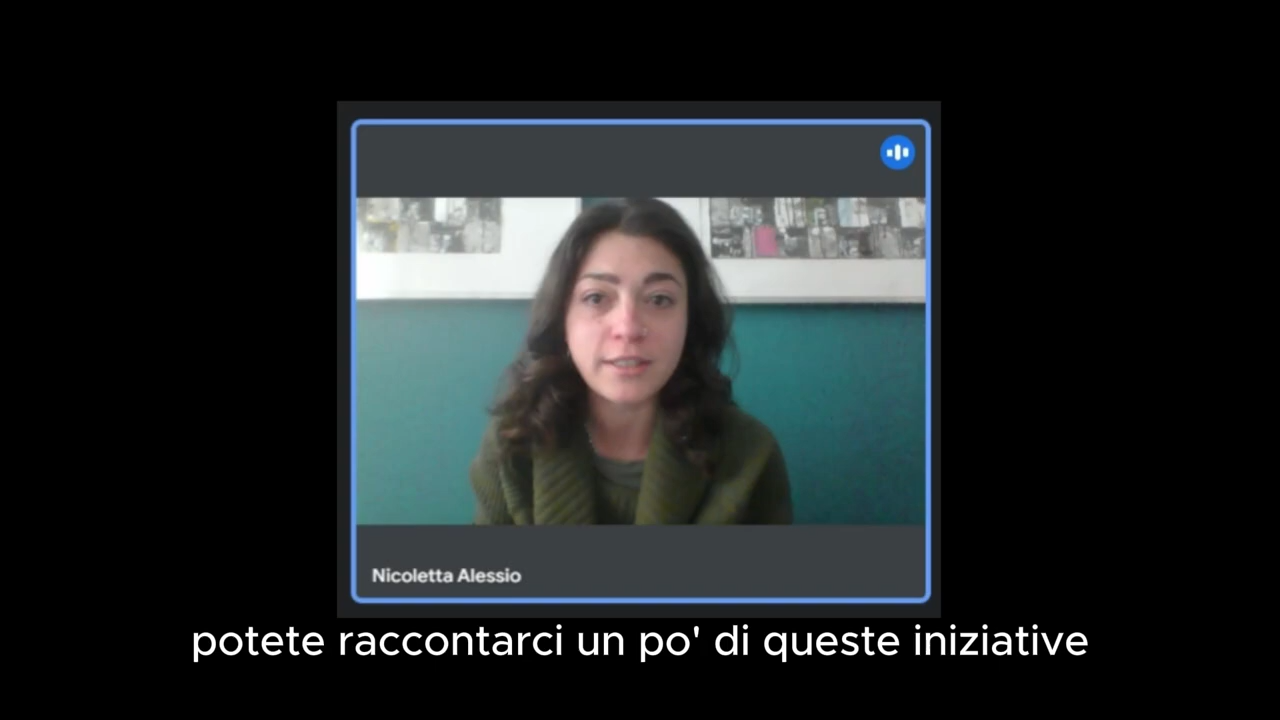 Nicoletta Alessio
potete raccontarci un po' di queste iniziative